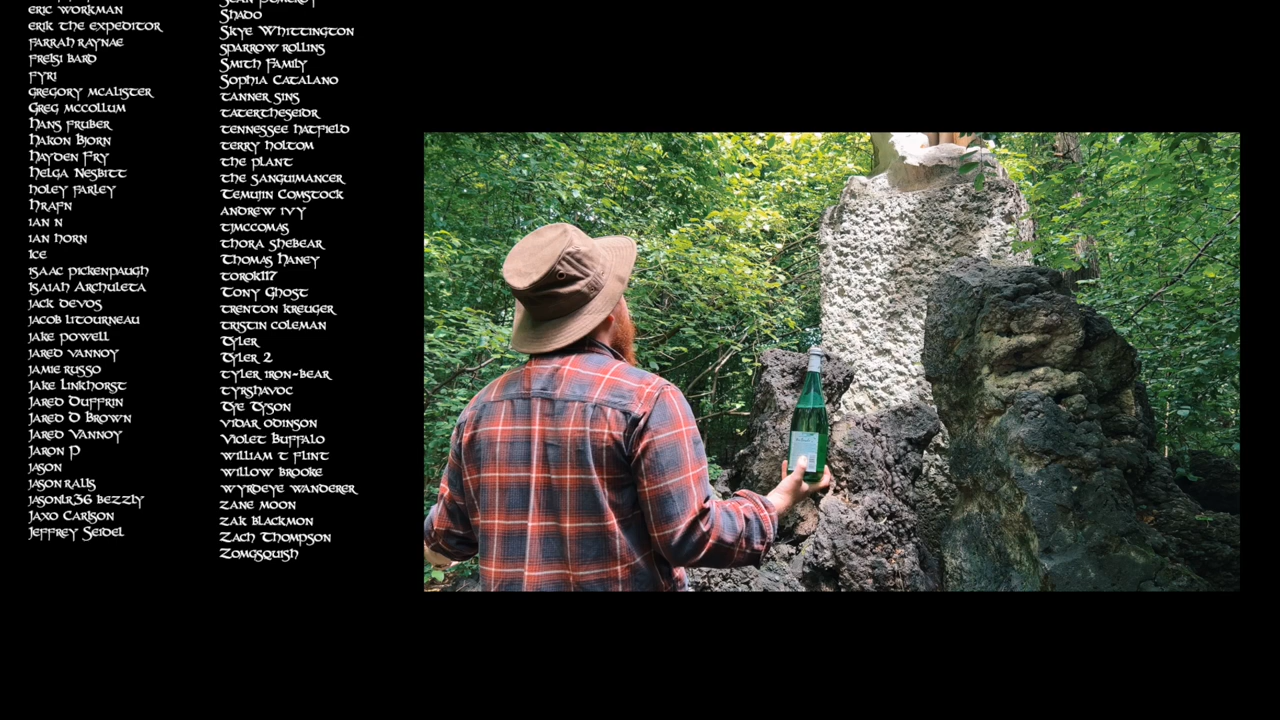 ERIC WORKMAN
ERIK THE EXPEDITOR
FARRAH RAYNAE
FREISI BARD
FYRI
GREGORY MCALISTER
GREG MCCOLLUM
HANS FRUBER
HAKON BJORN
HAYDEN FRY
HELGA NESBITT
HOLEY FARLEY
HRAFN
IAN N
IAN HORN
ICE
ISAAC PICKENPAUGH
ISAIAH ARCHULETA
JACK DEVOS
JACOB LITOURNEAU
JAKE POWELL
JARED VANNOY
JAMIE RUSSO
JAKE LINKHORST
JARED DUFFRIN
JARED D BROWN
JARED VANNOY
JARON P
JASON
JASON RALLS
JASONLR36 BEZZLY
JAXO CARLSON
JEFFREY SEIDEL
SHADO
SKYE WHITTINGTON
SPARROW ROLLINS
SMITH FAMILY
SOPHIA CATALANO
TANNER SINS
TATERTHESEIDR
TENNESSEE HATFIELD
TERRY HOLTOM
THE PLANT
THE SANGUIMANCER
TEMUJIN COMSTOCK
ANDREW IVY
TJMCCOMAS
THORA SHEBEAR
THOMAS HANEY
TOROK117
TONY GHOST
TRENTON KREUGER
TRISTIN COLEMAN
TYLER
TYLER 2
TYLER IRON-BEAR
TYRSHAVOC
TYE TYSON
VIDAR ODINSON
VIOLET BUFFALO
WILLIAM T FLINT
WILLOW BROOKE
WYRDEYE WANDERER
ZANE MOON
ZAK BLACKMON
ZACH THOMPSON
ZOMGSQUISH